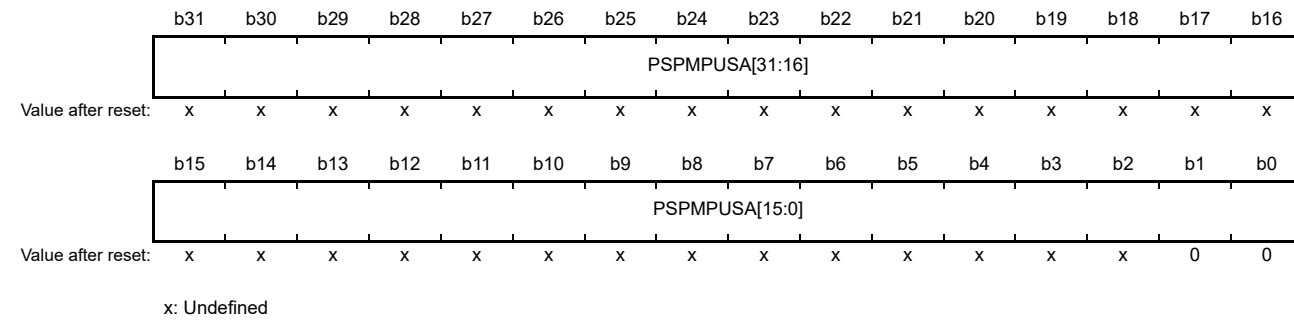 b31 b30 b29 b28 b27 b26 b25 b24 b23 b22 b21 b20 b19 b18 b17 b16
PSPMPUSA[31:16]
Value after reset: x x x x x x x x x x x x x x x x
b15 b14 b13 b12 b11 b10 b9 b8 b7 b6 b5 b4 b3 b2 b1 b0
PSPMPUSA[15:0]
Value after reset: x x x x x x x x x x x x x x 0 0
x: Undefined